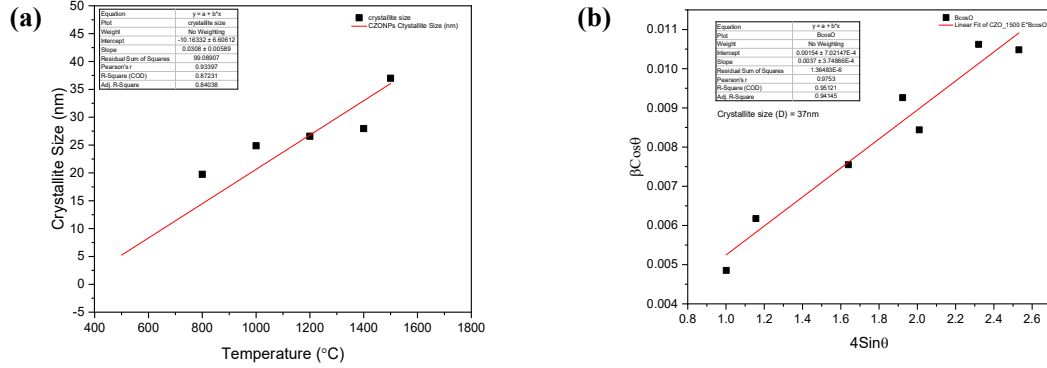 (a)
Equation y = a + b*x
Plot crystallite size
Weight No Weighting
Intercept -10.16332 ± 6.60612
Slope 0.0308 ± 0.00589
Residual Sum of Squares 99.08907
Pearson's r 0.93397
R-Square (COD) 0.87231
Adj. R-Square 0.84038
crystallite size
CZONPs Crystallite Size (nm)
50
45
40
35
30
25
20
15
10
5
0
-5
Crystallite Size (nm)
400 600 800 1000 1200 1400 1600
Temperature (°C)
(b)
Equation y = a + b*x
Plot BcosO
Weight No Weighting
Intercept 0.00154 ± 7.02147E-4
Slope 0.0037 ± 3.74866E-4
Residual Sum of Squares 1.36483E-6
Pearson's r 0.9753
R-Square (COD) 0.95121
Adj. R-Square 0.94145
Crystallite size (D) = 37nm
BcosO
Linear Fit of CZO_1500 E"BcosO"
0.011
0.010
0.009
0.008
0.007
0.006
0.005
0.004
βCosθ
0.8 1.0 1.2 1.4 1.6 1.8 2.0 2.2 2.4 2.6
4Sinθ